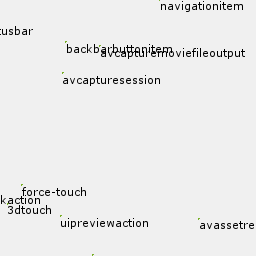 navigationitem
tusbar
backbarbuttonitem
avcapturemoviefileoutput
avcapturesession
force-touch
kaction
3dtouch
uipreviewaction
avassetre